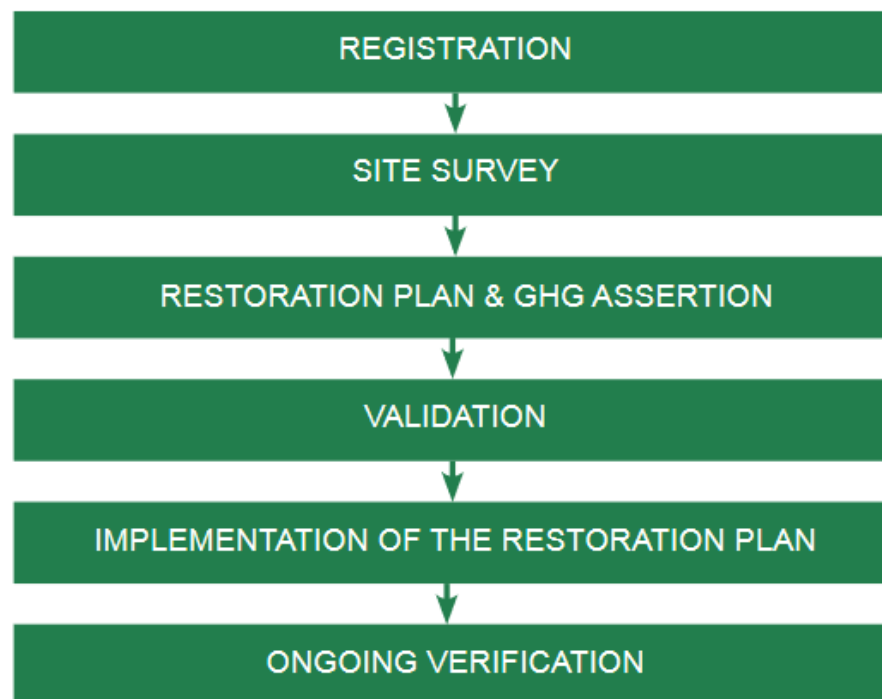 REGISTRATION
SITE SURVEY
RESTORATION PLAN & GHG ASSERTION
VALIDATION
IMPLEMENTATION OF THE RESTORATION PLAN
ONGOING VERIFICATION